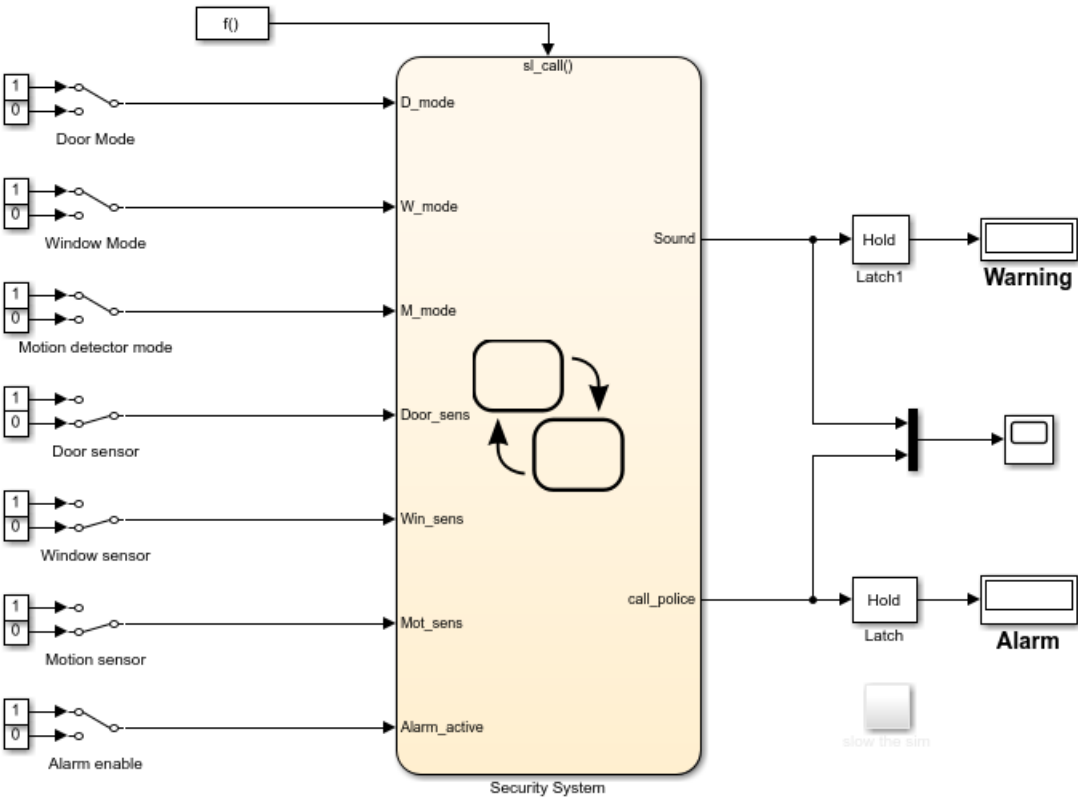 f()
sl_call()
1
0
D_mode
Door Mode
1
0
W_mode
Window Mode
Sound
Hold
Latch1
Warning
1
0
M_mode
Motion detector mode
1
0
Door_sens
Door sensor
1
0
Win_sens
Window sensor
1
0
Mot_sens
Motion sensor
call_police
Hold
Latch
Alarm
1
0
Alarm_active
Alarm enable
slow the sim
Security System